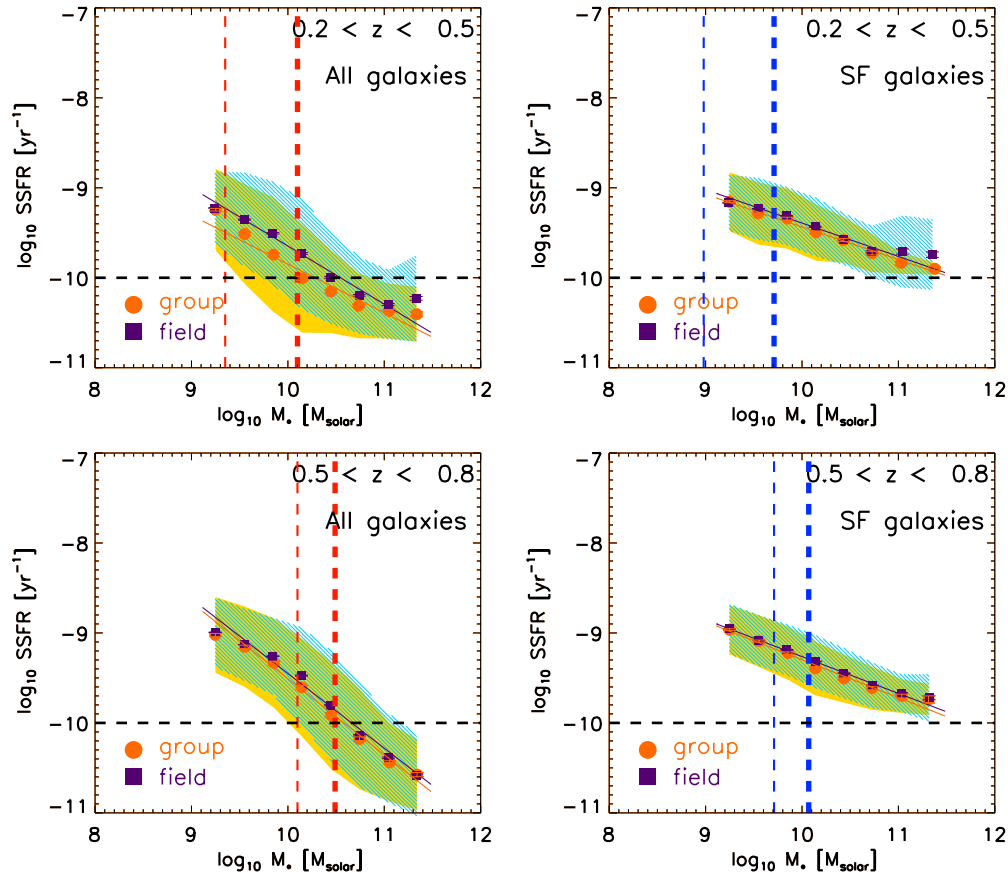 0.2 < z < 0.5
All galaxies
group
field
-7
-8
-9
-10
-11
log10 SSFR [yr-1]
8 9 10 11 12
log10 M* [Msolar]
0.2 < z < 0.5
SF galaxies
group
field
-7
-8
-9
-10
-11
log10 SSFR [yr-1]
8 9 10 11 12
log10 M* [Msolar]
0.5 < z < 0.8
All galaxies
group
field
-7
-8
-9
-10
-11
log10 SSFR [yr-1]
8 9 10 11 12
log10 M* [Msolar]
0.5 < z < 0.8
SF galaxies
group
field
-7
-8
-9
-10
-11
log10 SSFR [yr-1]
8 9 10 11 12
log10 M* [Msolar]